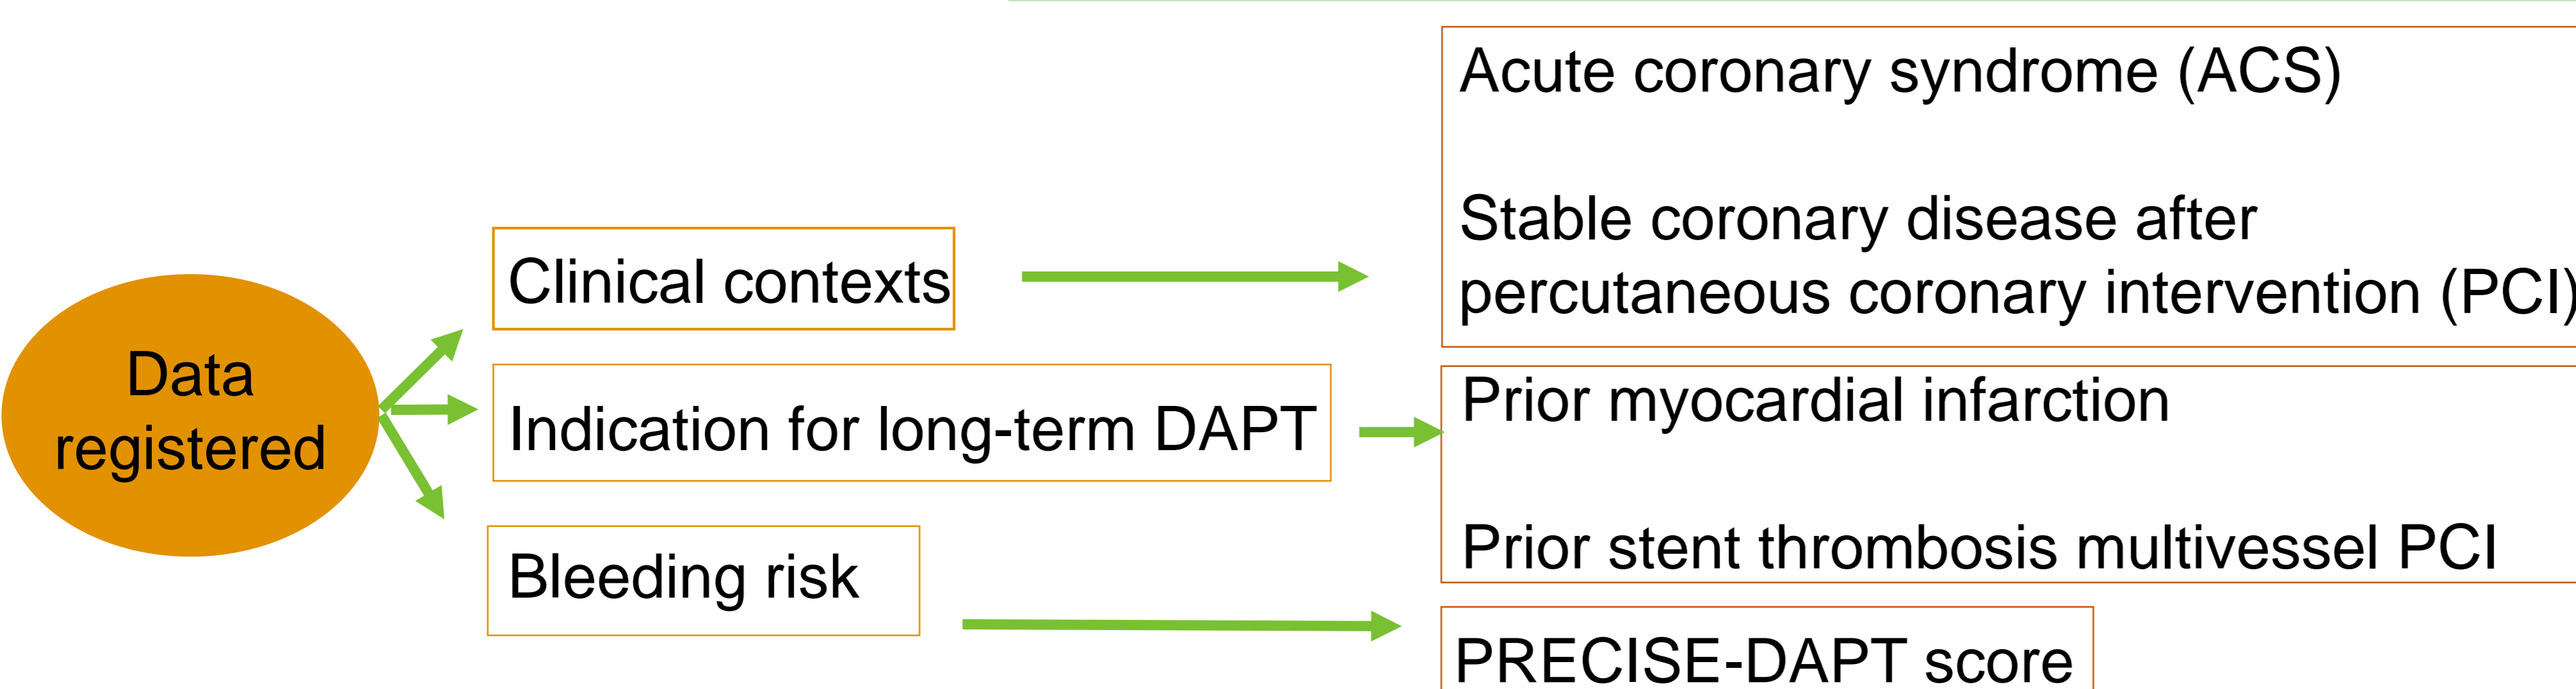 Data
registered
Clinical contexts
Acute coronary syndrome (ACS)
Stable coronary disease after
percutaneous coronary intervention (PCI)
Indication for long-term DAPT
Prior myocardial infarction
Prior stent thrombosis multivessel PCI
Bleeding risk
PRECISE-DAPT score